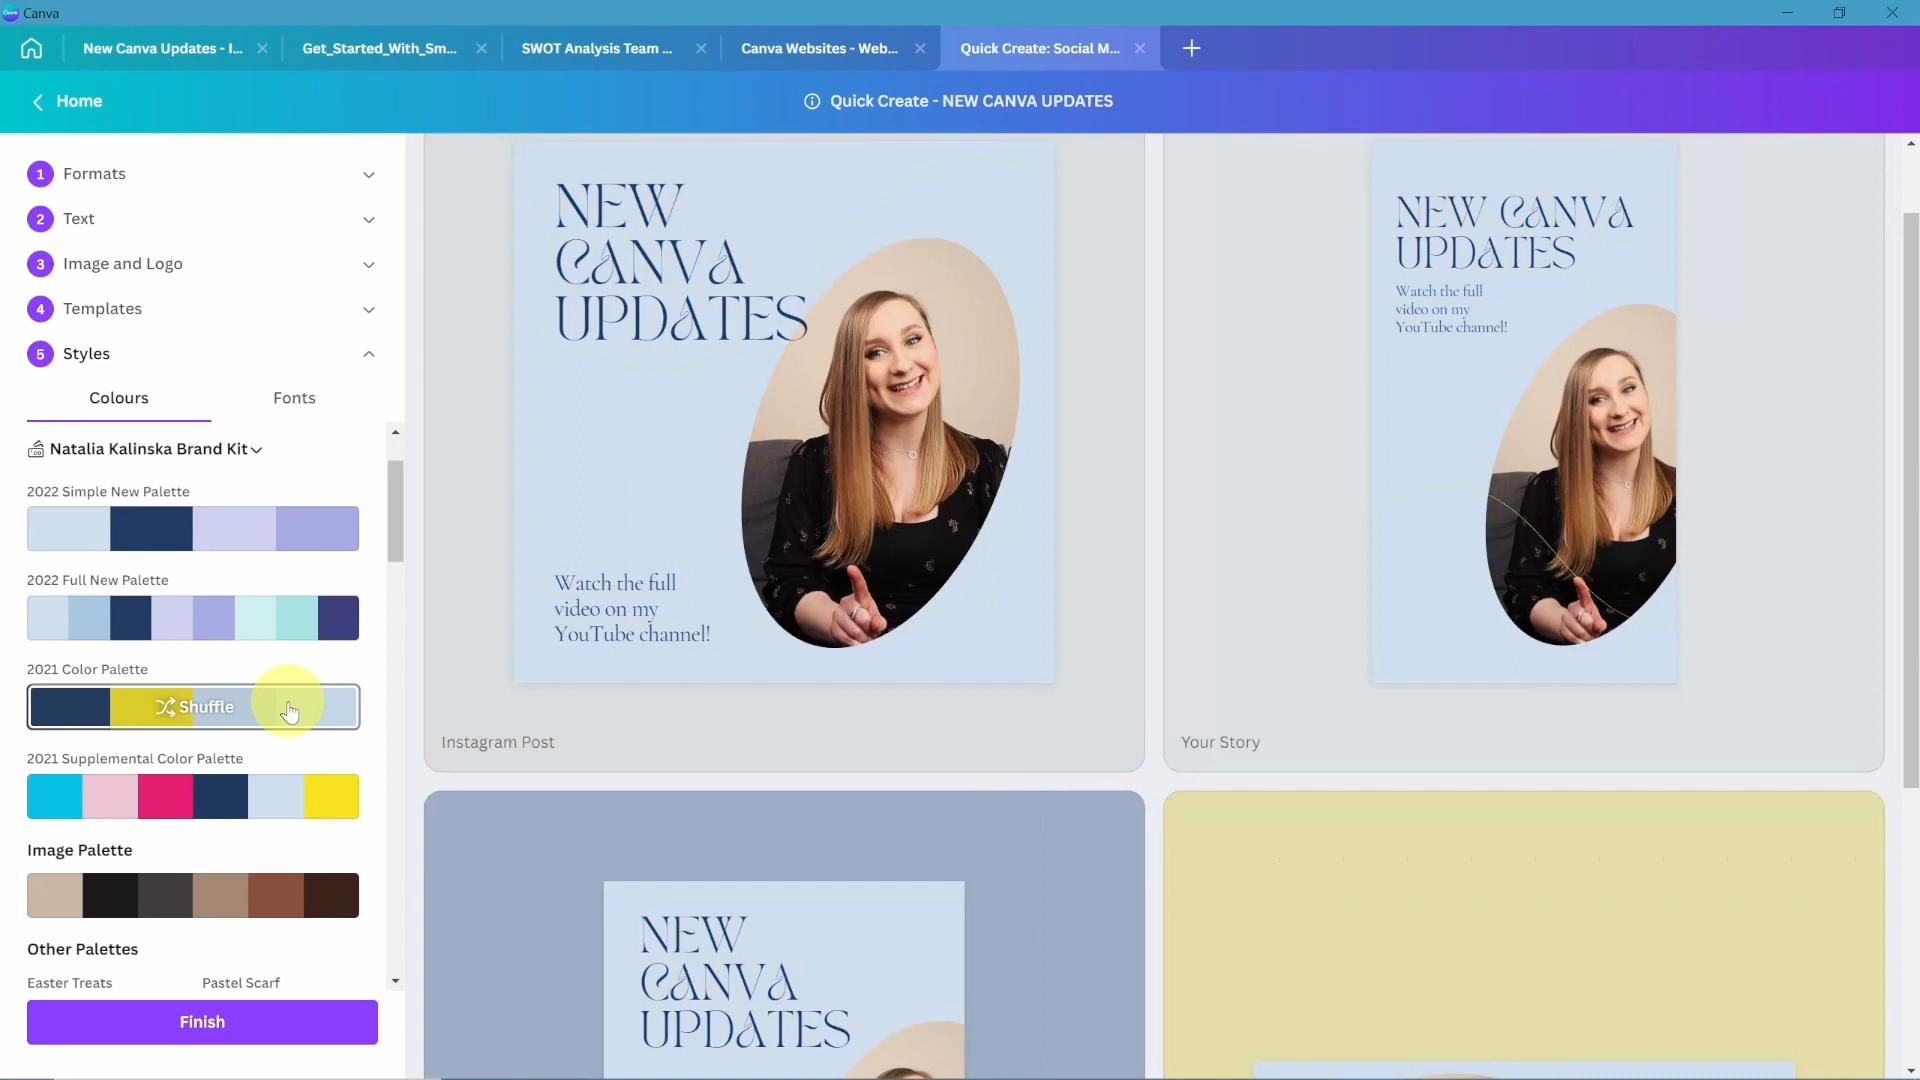 Canva
New Canva Updates - I...
Get_Started_With_Sm...
SWOT Analysis Team ...
Canva Websites - Web...
Quick Create: Social M...
Home
Quick Create - NEW CANVA UPDATES
1 Formats
2 Text
3 Image and Logo
4 Templates
5 Styles
Colours
Fonts
Natalia Kalinska Brand Kit
2022 Simple New Palette
2022 Full New Palette
2021 Color Palette
Shuffle
2021 Supplemental Color Palette
Image Palette
Other Palettes
Easter Treats
Pastel Scarf
Finish
NEW
CANVA
UPDATES
Watch the full
video on my
YouTube channel!
Instagram Post
NEW CANVA
UPDATES
Watch the full
video on my
YouTube channel!
Your Story
NEW
CANVA
UPDATES